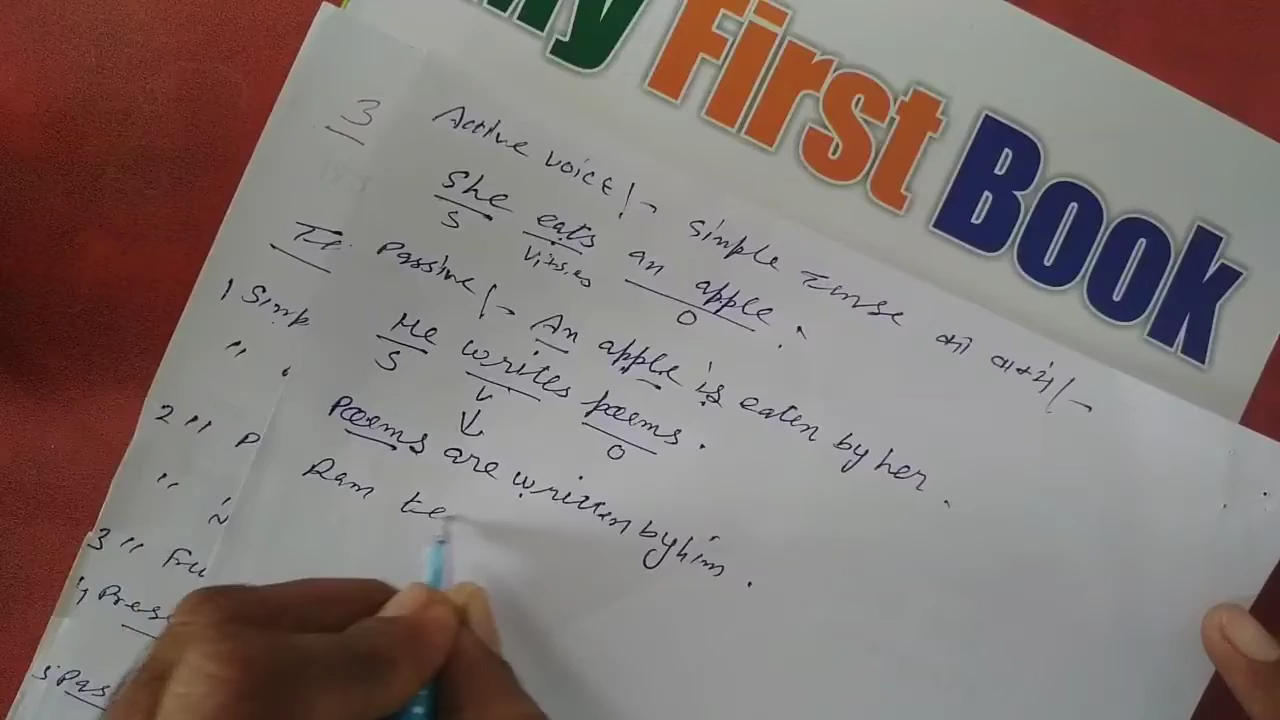 My First Book
3
Active voice:- Simple Tense की वाक्य:-
She eats an apple.
S V1+s,es O
Te.
Passive:- An apple is eaten by her.
1 Simp
He writes poems.
S V O
Poems are written by him.
2 " P
Ram te
3 " Fu
4 Prese
5 Pas